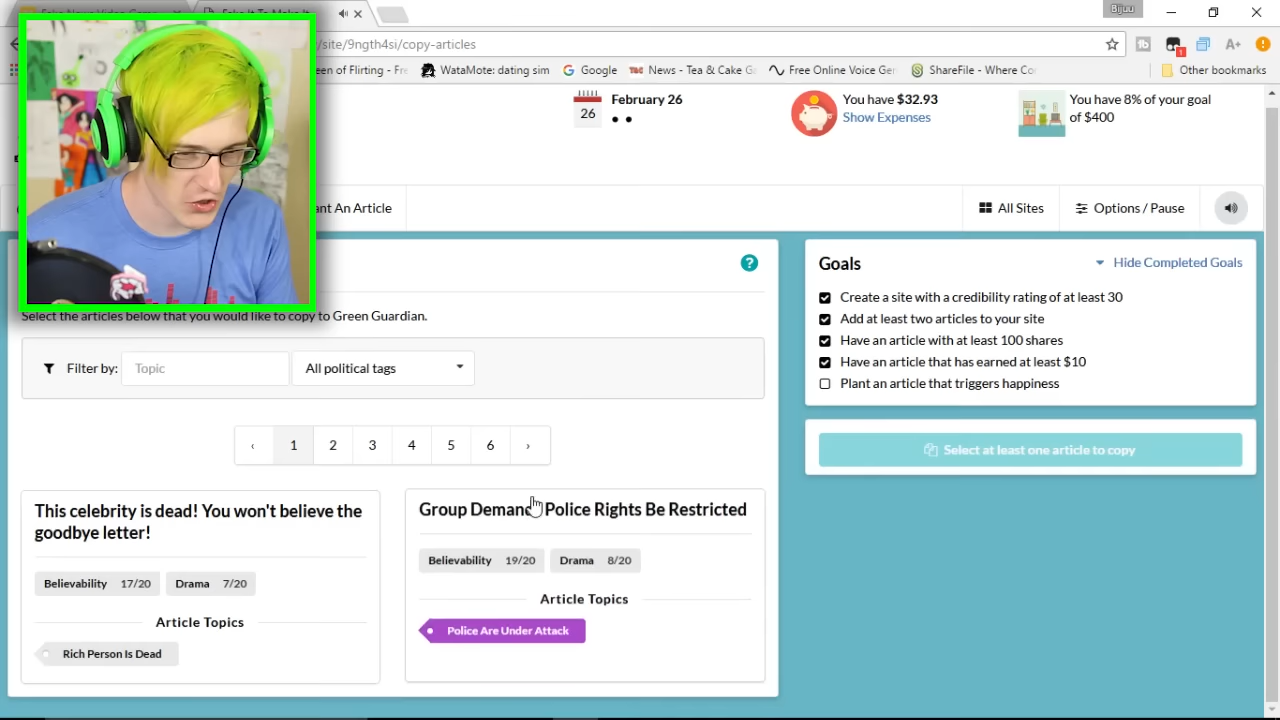 Fake It To Make It
Bijuu
/site/9ngth4si/copy-articles
een of Flirting - Fr
WataMote: dating sim
Google
News - Tea & Cake
Free Online Voice Ger
ShareFile - Where Co
Other bookmarks
26
February 26
You have $32.93
Show Expenses
You have 8% of your goal
of $400
ant An Article
All Sites
Options / Pause
Select the articles below that you would like to copy to Green Guardian.
Filter by:
Topic
All political tags
‹ 1 2 3 4 5 6 ›
This celebrity is dead! You won't believe the
goodbye letter!
Believability 17/20
Drama 7/20
Article Topics
Rich Person Is Dead
Group Demand Police Rights Be Restricted
Believability 19/20
Drama 8/20
Article Topics
Police Are Under Attack
Goals
Hide Completed Goals
Create a site with a credibility rating of at least 30
Add at least two articles to your site
Have an article with at least 100 shares
Have an article that has earned at least $10
Plant an article that triggers happiness
Select at least one article to copy